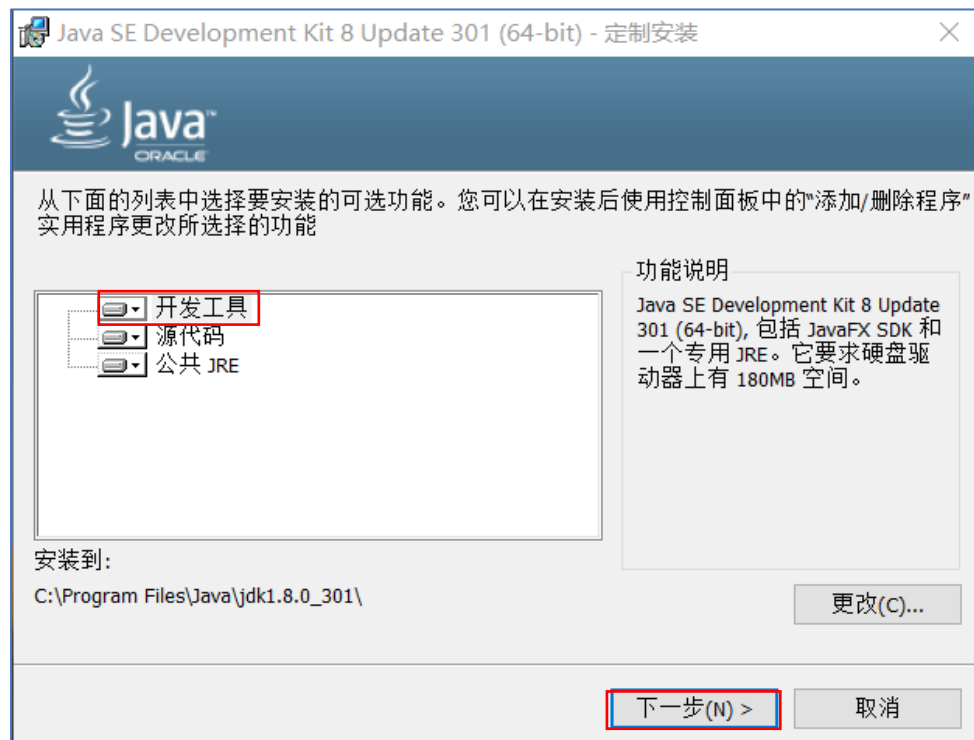 Java SE Development Kit 8 Update 301 (64-bit) - 定制安装
Java™
ORACLE
从下面的列表中选择要安装的可选功能。您可以在安装后使用控制面板中的“添加/删除程序”
实用程序更改所选择的功能
开发工具
源代码
公共 JRE
功能说明
Java SE Development Kit 8 Update
301 (64-bit), 包括 JavaFX SDK 和
一个专用 JRE。它要求硬盘驱
动器上有 180MB 空间。
安装到:
C:\Program Files\Java\jdk1.8.0_301\
更改(C)...
下一步(N) >
取消